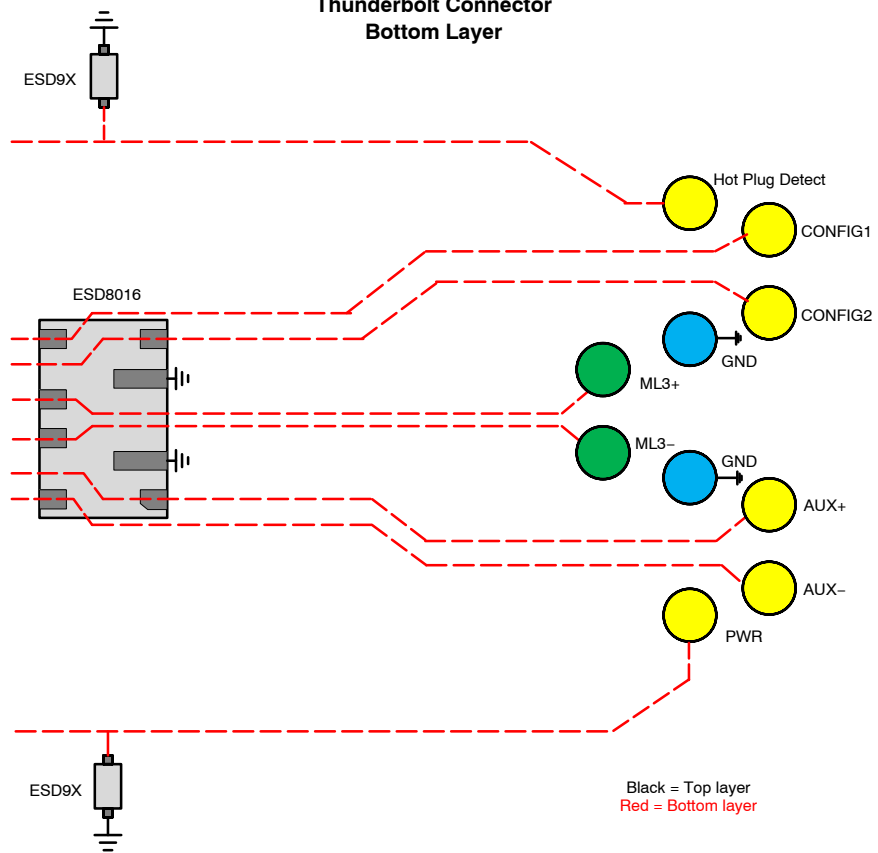 Thunderbolt Connector
Bottom Layer
ESD9X
Hot Plug Detect
CONFIG1
ESD8016
CONFIG2
GND
ML3+
ML3−
GND
AUX+
AUX−
PWR
ESD9X
Black = Top layer
Red = Bottom layer